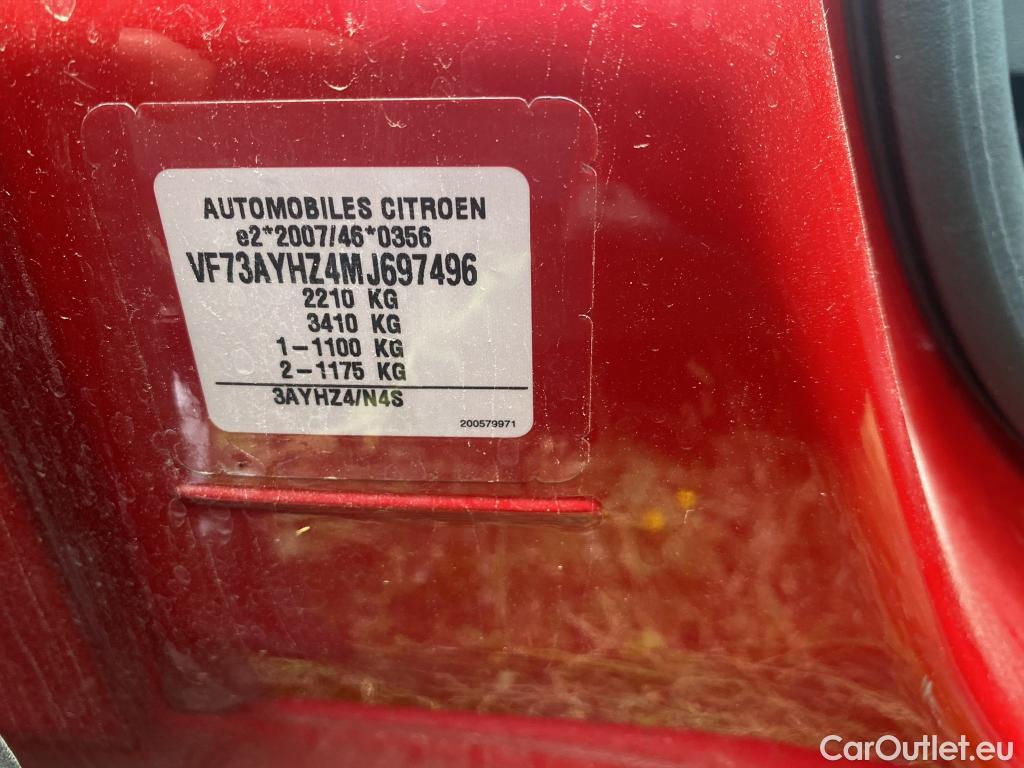 AUTOMOBILES CITROEN
e2*2007/46*0356
VF73AYHZ4MJ697496
2210 KG
3410 KG
1-1100 KG
2-1175 KG
3AYHZ4/N4S
200579971
CarOutlet.eu